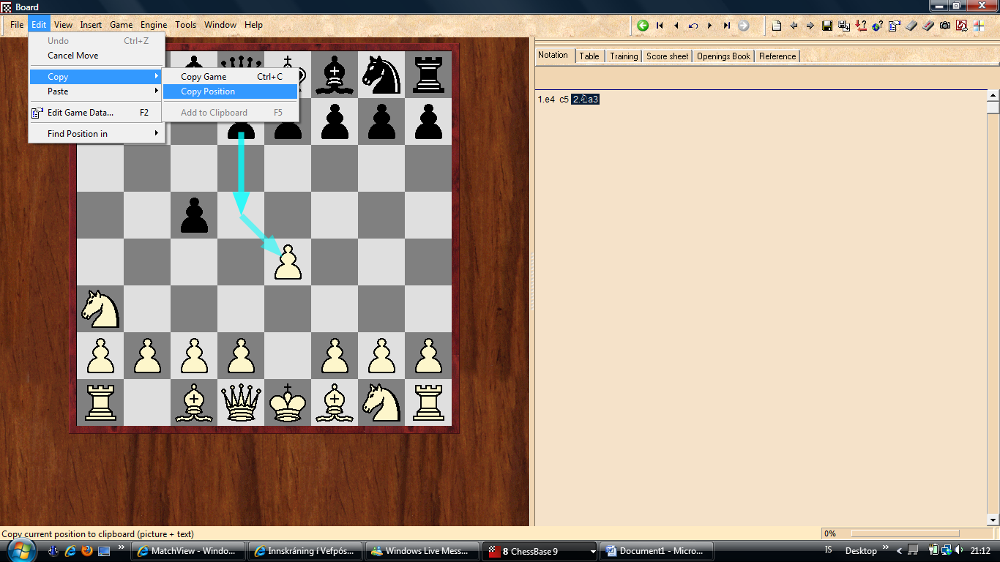 Board
File Edit View Insert Game Engine Tools Window Help
Undo Ctrl+Z
Cancel Move
Copy
Paste
Edit Game Data... F2
Find Position in
Copy Game Ctrl+C
Copy Position
Add to Clipboard F5
Notation Table Training Score sheet Openings Book Reference
1.e4 c5 2.♘a3
Copy current position to clipboard (picture + text)
0%
MatchView - Windo...
Innskráning í Vefpós...
Windows Live Mess...
8 ChessBase 9
Document1 - Micro...
IS
Desktop
21:12